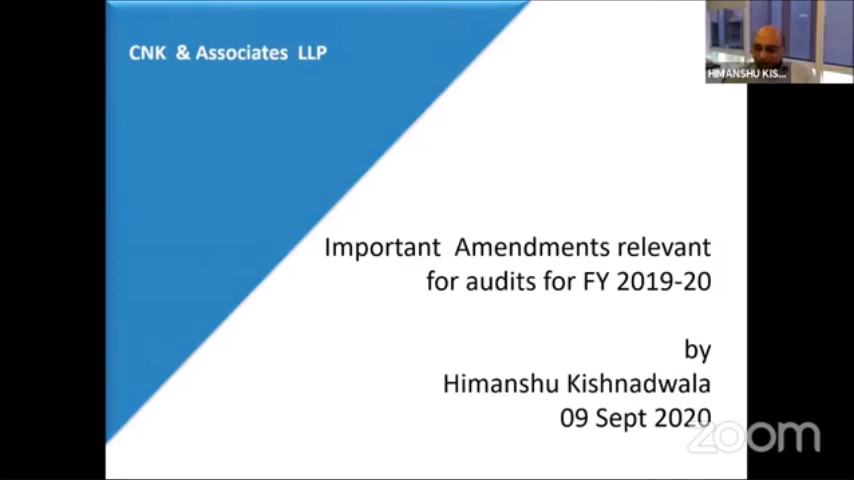 CNK & Associates LLP
HIMANSHU KIS...
Important Amendments relevant
for audits for FY 2019-20
by
Himanshu Kishnadwala
09 Sept 2020
zoom